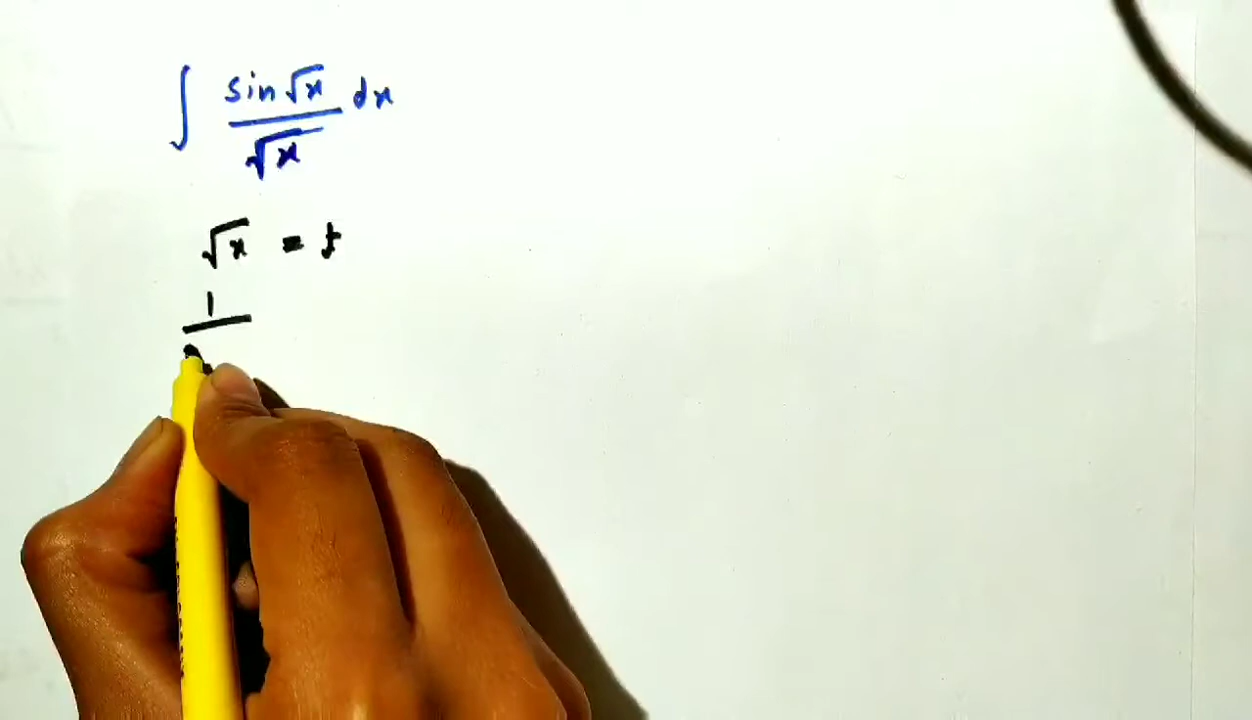 ∫ sin √x / √x dx
√x = t
1